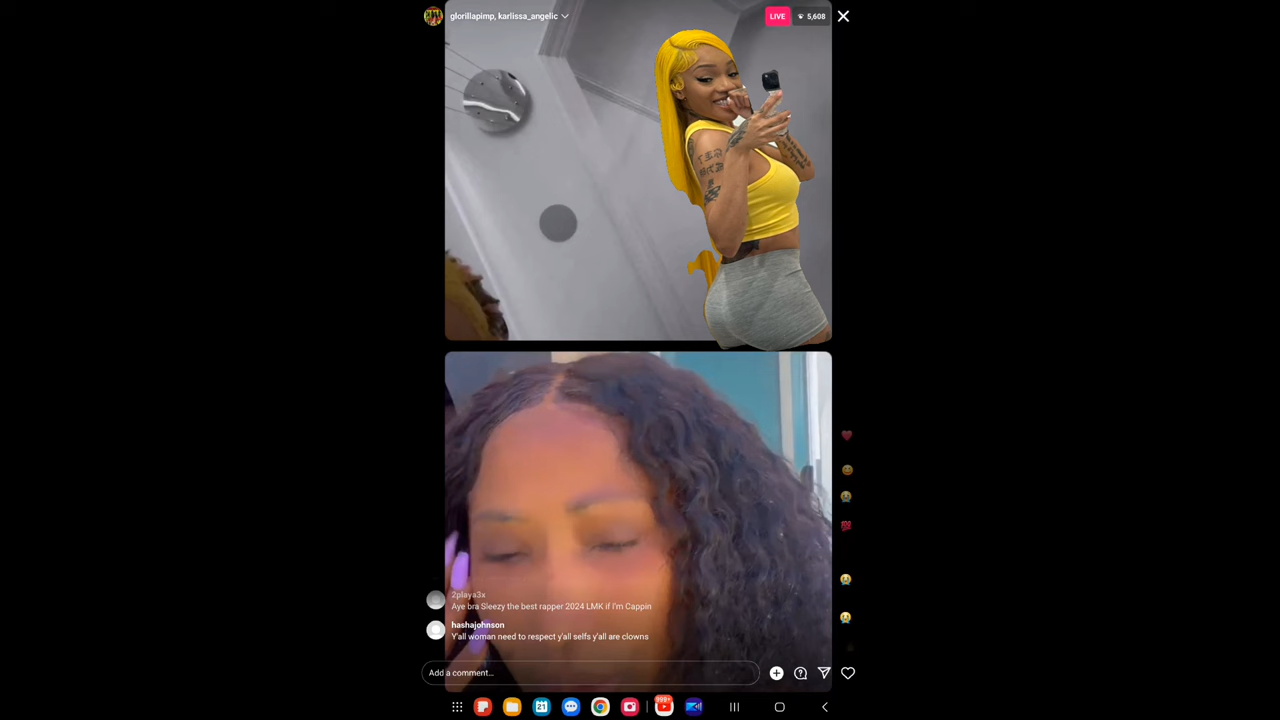 glorillapimp, karlissa_angelic
LIVE
5,608
2playa3x
Aye bra Sleezy the best rapper 2024 LMK if I'm Cappin
hashajohnson
Y'all woman need to respect y'all selfs y'all are clowns
Add a comment...
21
999+